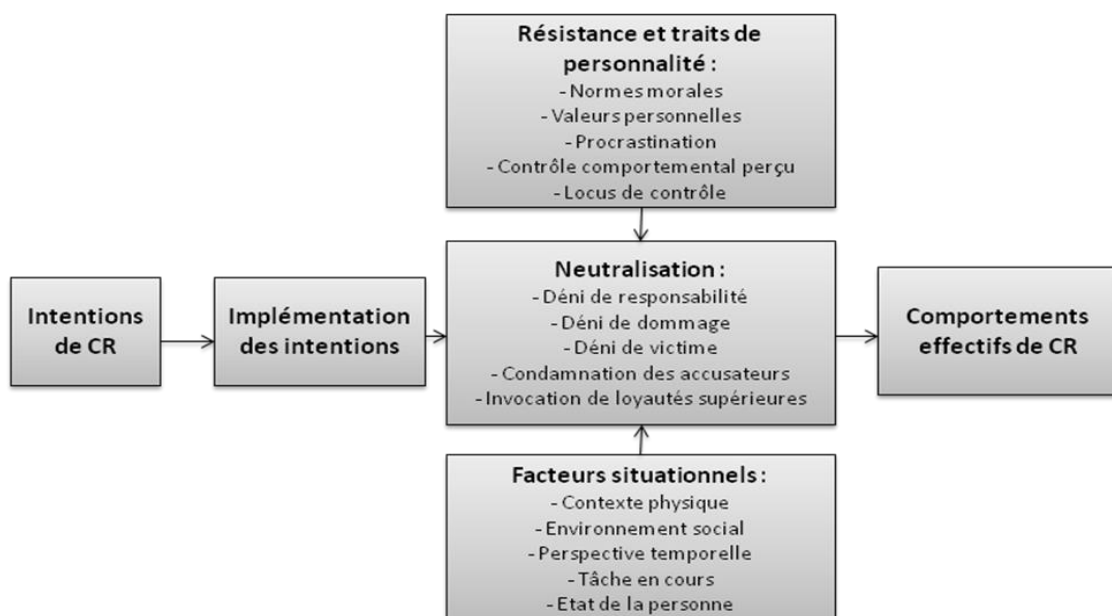 Résistance et traits de
personnalité :
- Normes morales
- Valeurs personnelles
- Procrastination
- Contrôle comportemental perçu
- Locus de contrôle
Intentions
de CR
Implémentation
des intentions
Neutralisation :
- Déni de responsabilité
- Déni de dommage
- Déni de victime
- Condamnation des accusateurs
- Invocation de loyautés supérieures
Comportements
effectifs de CR
Facteurs situationnels :
- Contexte physique
- Environnement social
- Perspective temporelle
- Tâche en cours
- Etat de la personne